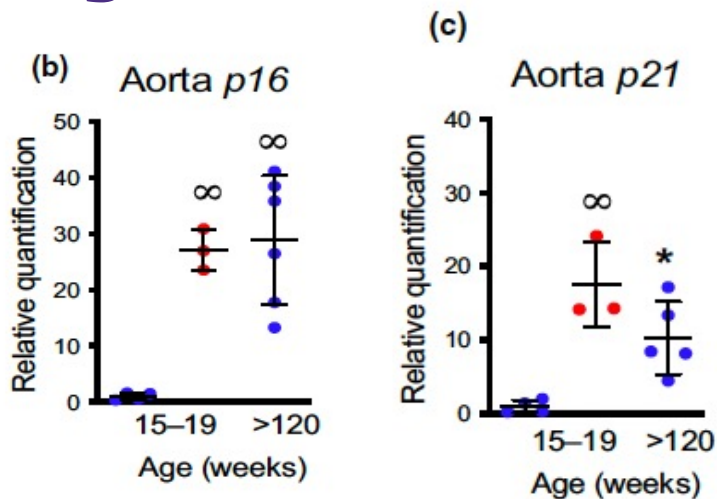 (b)
Aorta p16
Relative quantification
50
40
30
20
10
0
∞
∞
15–19
>120
Age (weeks)
(c)
Aorta p21
Relative quantification
40
30
20
10
0
∞
*
15–19
>120
Age (weeks)